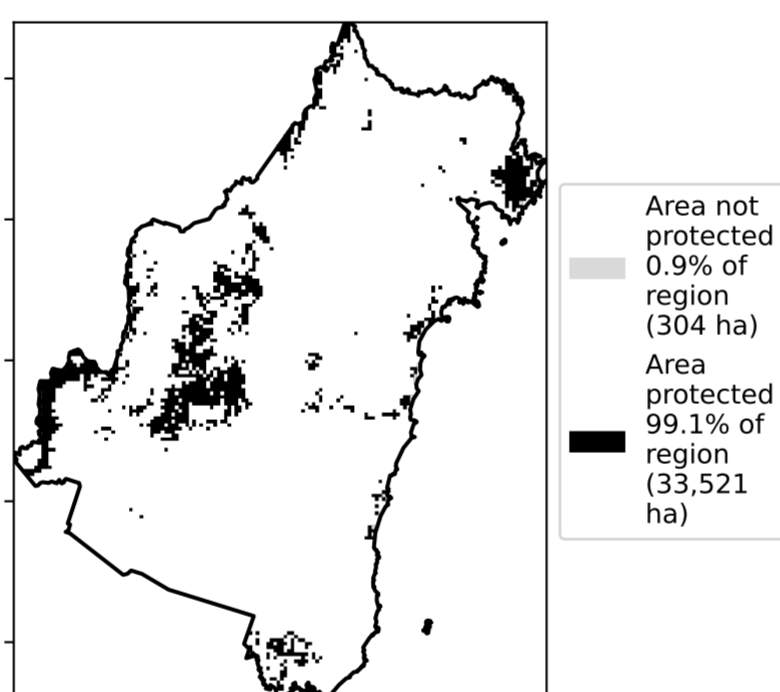 Area not
protected
0.9% of
region
(304 ha)
Area
protected
99.1% of
region
(33,521
ha)